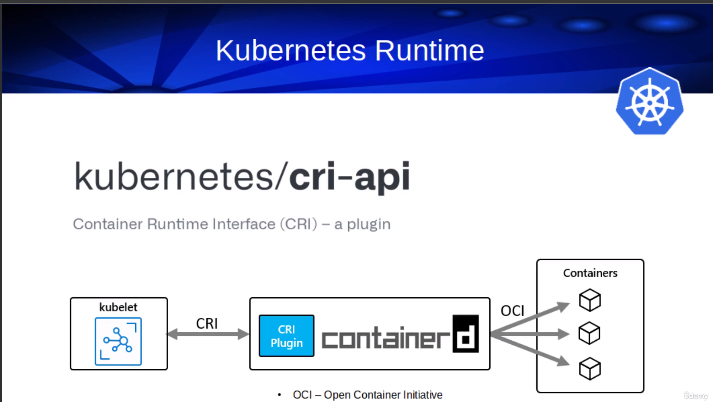 Kubernetes Runtime
kubernetes/cri-api
Container Runtime Interface (CRI) – a plugin
kubelet
CRI
CRI
Plugin
containerd
OCI
Containers
• OCI – Open Container Initiative